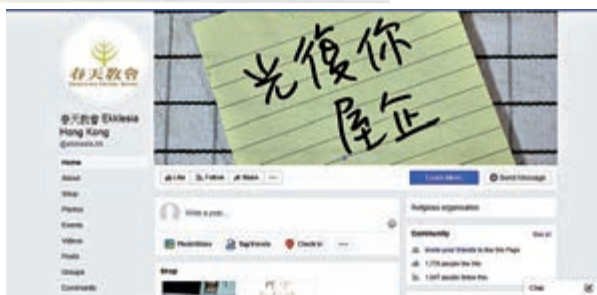 春天教會
光復你
屋企
春天教會 Ekklesia
Hong Kong
Home
About
Shop
Photos
Events
Videos
Posts
Groups
Community
Like
Follow
Share
Learn More
Send Message
Write a post...
Photo/Video
Tag friends
Check in
Shop
Religious organisation
Community
See all
Invite your friends to like this Page
Chat